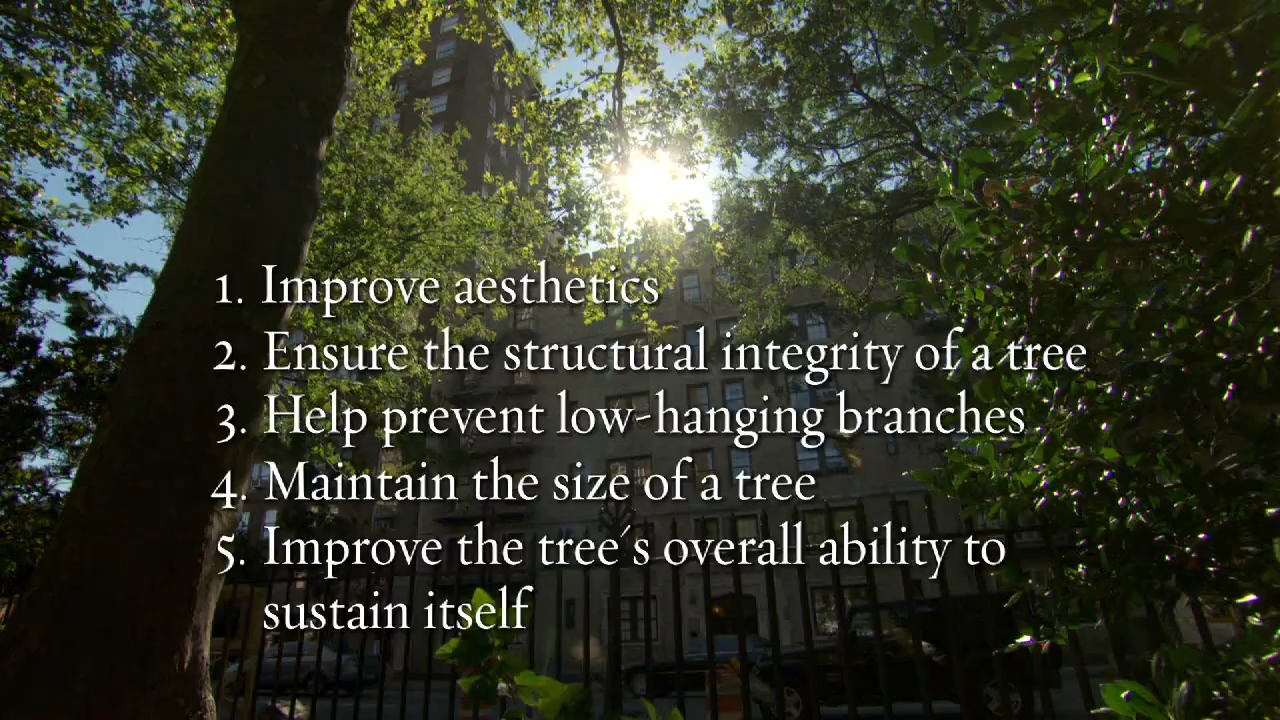 1. Improve aesthetics
2. Ensure the structural integrity of a tree
3. Help prevent low-hanging branches
4. Maintain the size of a tree
5. Improve the tree´s overall ability to
sustain itself